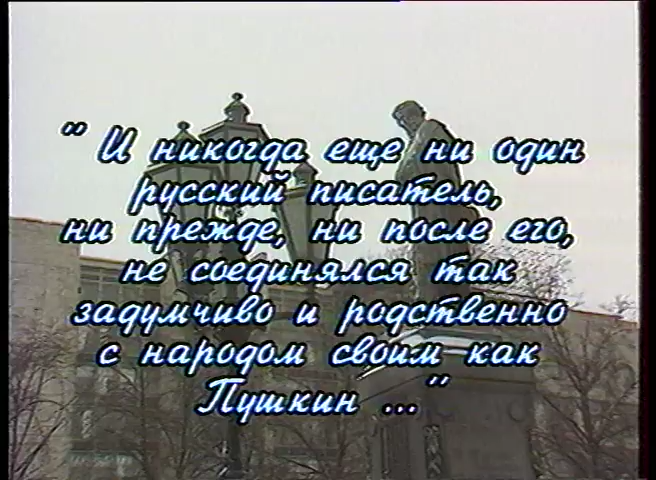 " И никогда еще ни один
русский писатель,
ни прежде, ни после его,
не соединялся так
задумчиво и родственно
с народом своим как
Пушкин ..."